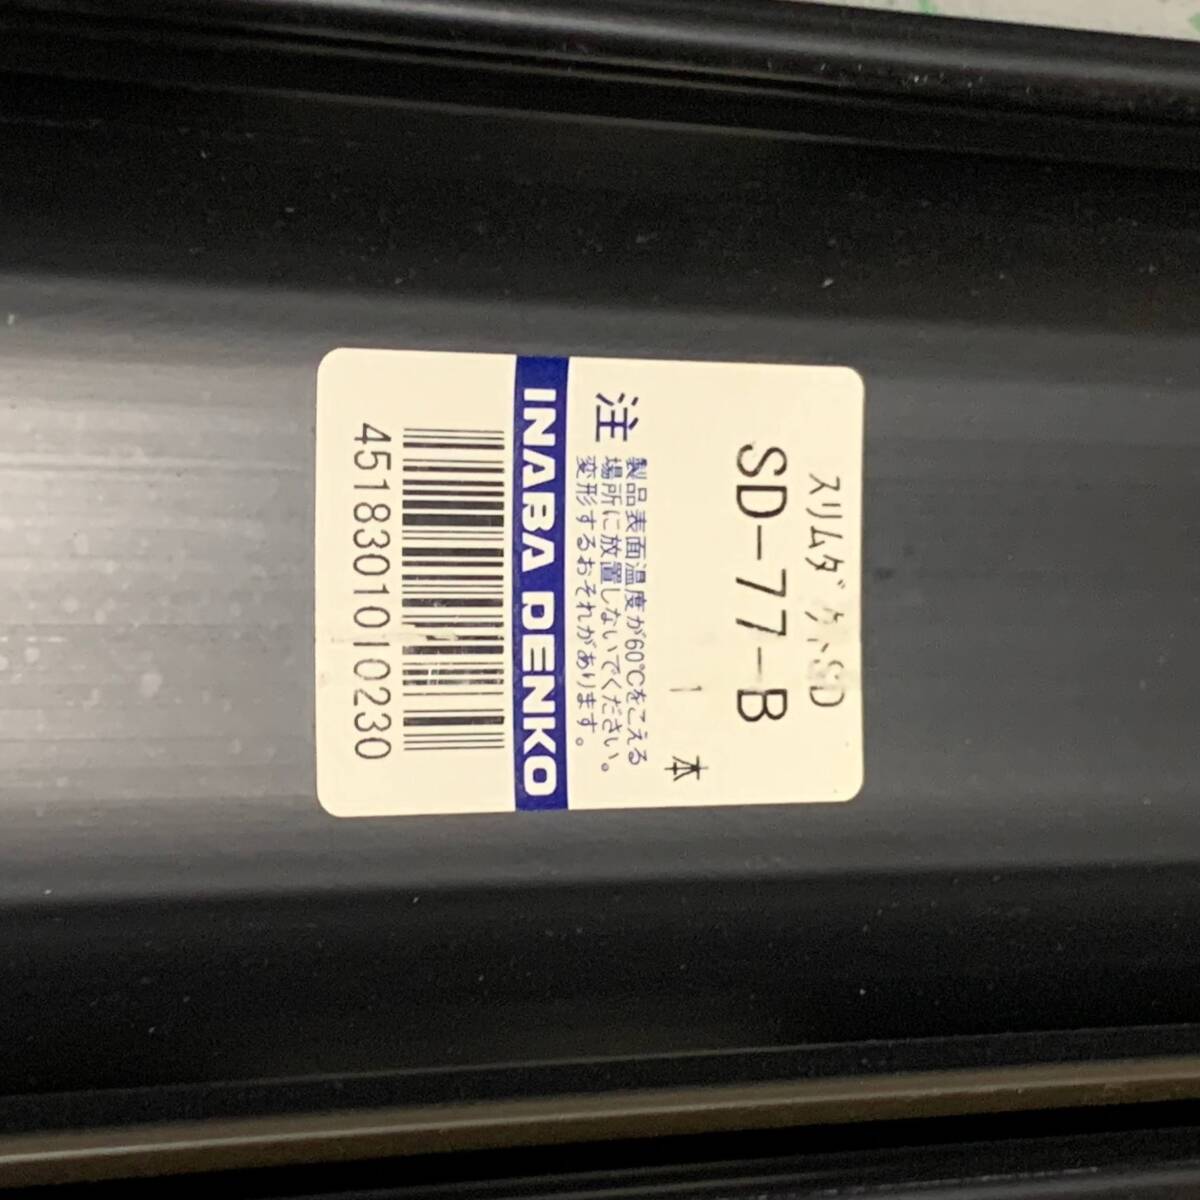 スリムダクトSD
SD-77-B
1 本
注 製品表面温度が60℃をこえる
場所に放置しないでください。
変形するおそれがあります。
INABA DENKO
4518301010230